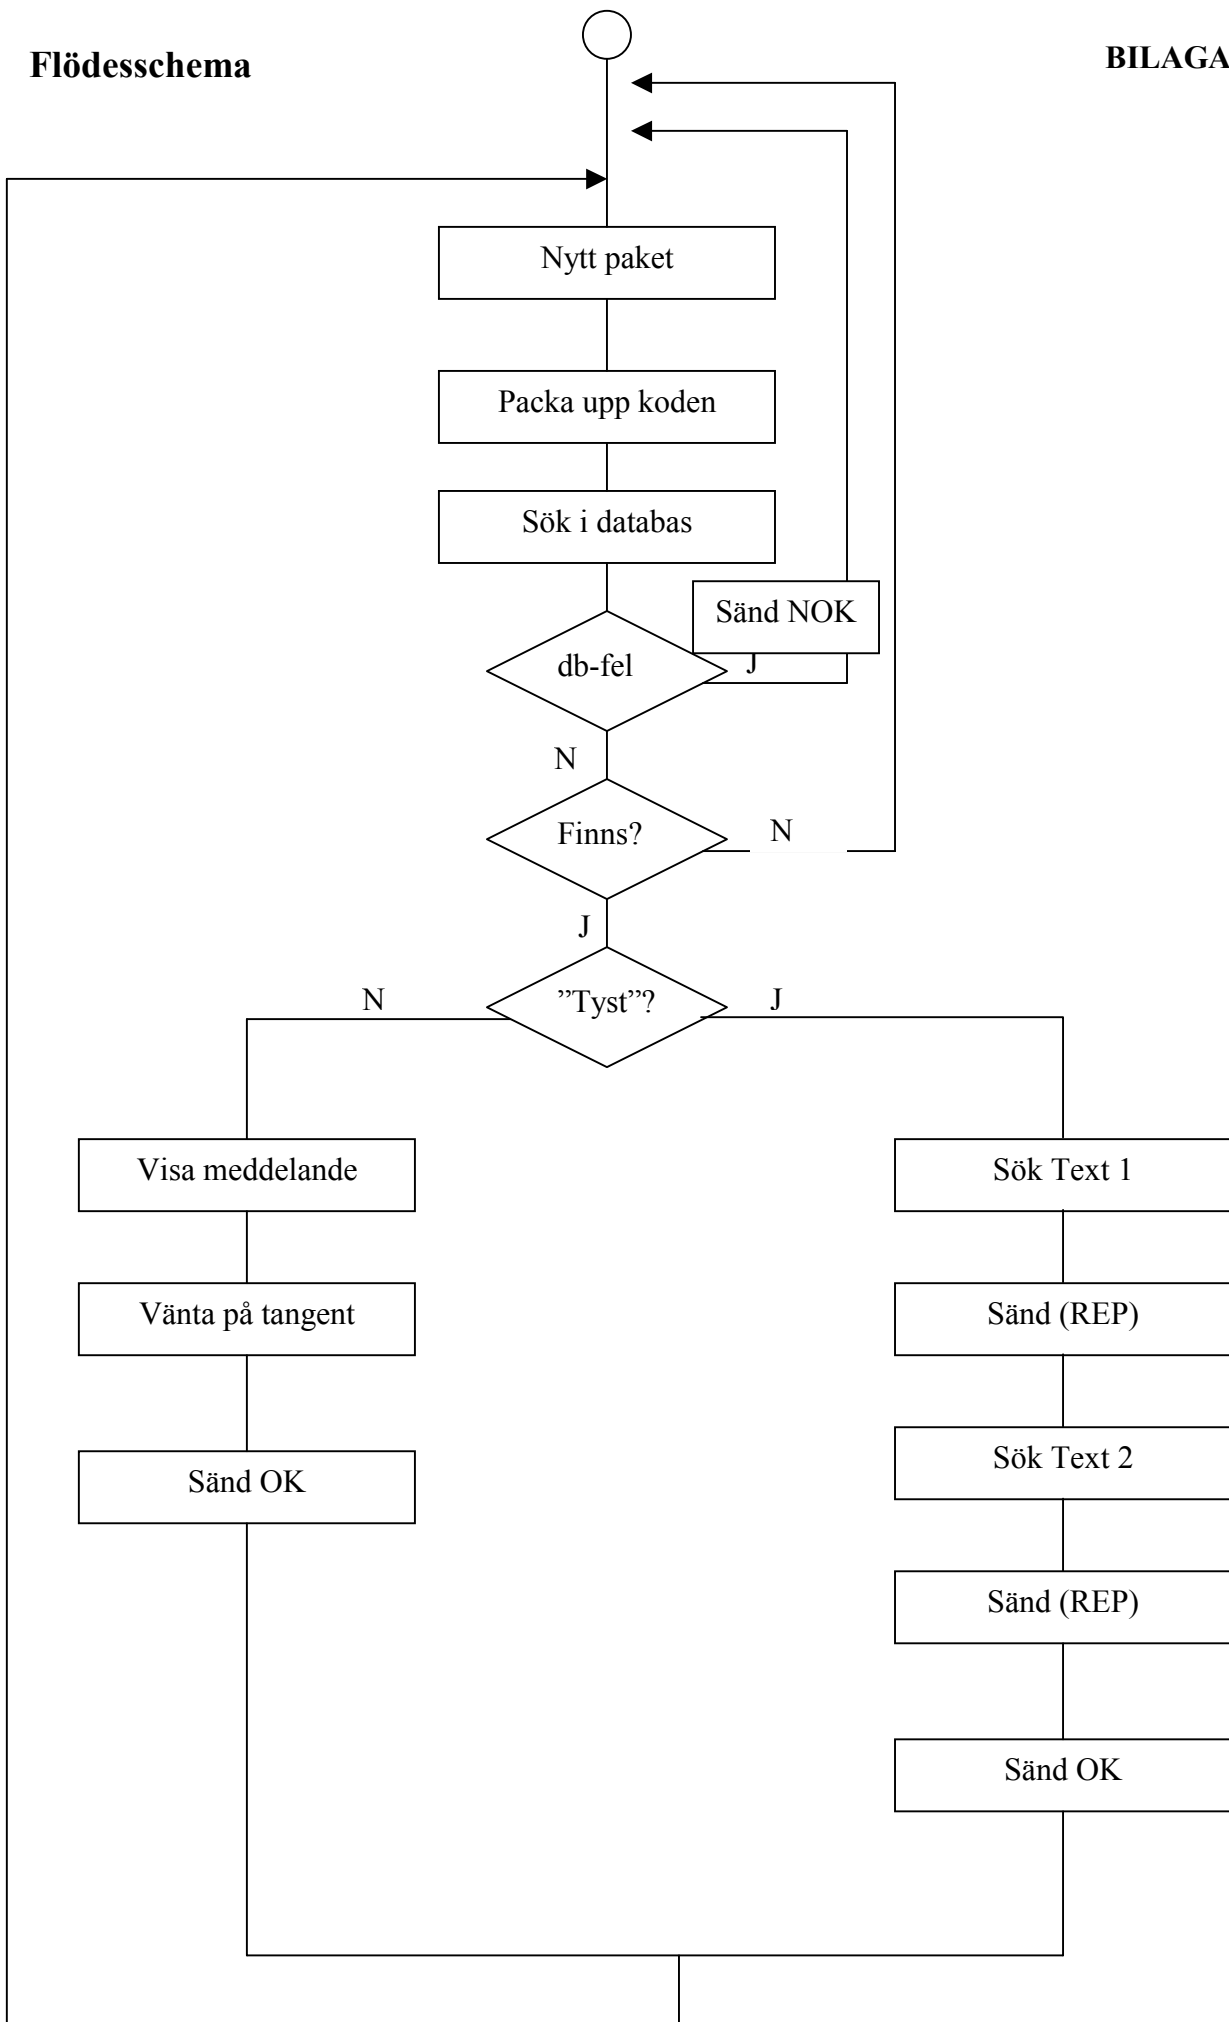 Flödesschema
BILAGA
Nytt paket
Packa upp koden
Sök i databas
Sänd NOK
db-fel
J
N
Finns?
N
J
N
”Tyst”?
J
Visa meddelande
Vänta på tangent
Sänd OK
Sök Text 1
Sänd (REP)
Sök Text 2
Sänd (REP)
Sänd OK